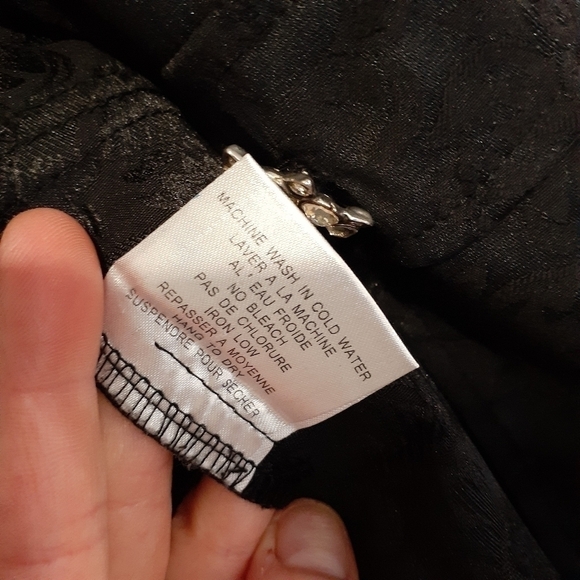 MACHINE WASH IN COLD WATER
LAVER A LA MACHINE
AL' EAU FROIDE
NO BLEACH
PAS DE CHLORURE
IRON LOW
REPASSER A MOYENNE
HANG TO DRY
SUSPENDRE POUR SECHER